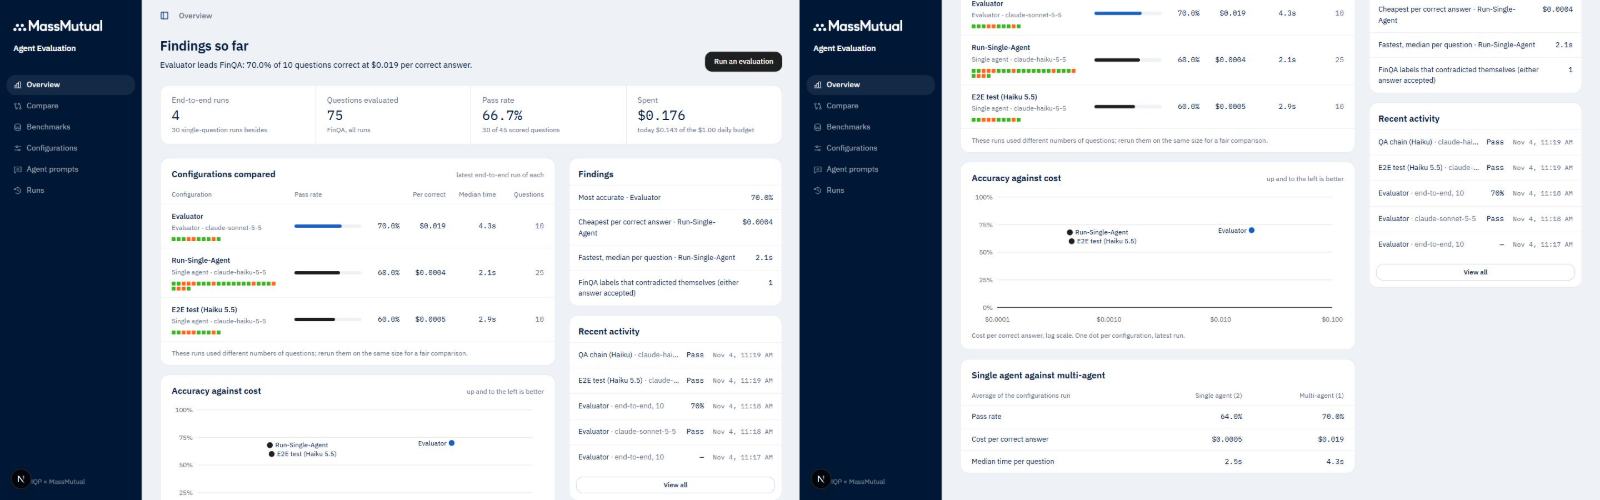 MassMutual
Agent Evaluation
Overview
Compare
Benchmarks
Configurations
Agent prompts
Runs
N
IQP × MassMutual
Overview
Findings so far
Evaluator leads FinQA: 70.0% of 10 questions correct at $0.019 per correct answer.
Run an evaluation
End-to-end runs
4
30 single-question runs besides
Questions evaluated
75
FinQA, all runs
Pass rate
66.7%
30 of 45 scored questions
Spent
$0.176
today $0.143 of the $1.00 daily budget
Configurations compared
latest end-to-end run of each
Configuration Pass rate Per correct Median time Questions
Evaluator
Evaluator · claude-sonnet-5-5
70.0% $0.019 4.3s 10
Run-Single-Agent
Single agent · claude-haiku-5-5
68.0% $0.0004 2.1s 25
E2E test (Haiku 5.5)
Single agent · claude-haiku-5-5
60.0% $0.0005 2.9s 10
These runs used different numbers of questions; rerun them on the same size for a fair comparison.
Accuracy against cost
up and to the left is better
100%
75%
50%
25%
Run-Single-Agent
E2E test (Haiku 5.5)
Evaluator
Findings
Most accurate · Evaluator 70.0%
Cheapest per correct answer · Run-Single-
Agent
$0.0004
Fastest, median per question · Run-Single-Agent 2.1s
FinQA labels that contradicted themselves (either
answer accepted)
1
Recent activity
QA chain (Haiku) · claude-hai... Pass Nov 4, 11:19 AM
E2E test (Haiku 5.5) · claude-... Pass Nov 4, 11:18 AM
Evaluator · end-to-end, 10 70% Nov 4, 11:18 AM
Evaluator · claude-sonnet-5-5 Pass Nov 4, 11:18 AM
Evaluator · end-to-end, 10 — Nov 4, 11:17 AM
View all
MassMutual
Agent Evaluation
Overview
Compare
Benchmarks
Configurations
Agent prompts
Runs
N
IQP × MassMutual
Evaluator
Evaluator · claude-sonnet-5-5
70.0% $0.019 4.3s 10
Run-Single-Agent
Single agent · claude-haiku-5-5
68.0% $0.0004 2.1s 25
E2E test (Haiku 5.5)
Single agent · claude-haiku-5-5
60.0% $0.0005 2.9s 10
These runs used different numbers of questions; rerun them on the same size for a fair comparison.
Accuracy against cost
up and to the left is better
100%
75%
50%
25%
0%
Run-Single-Agent
E2E test (Haiku 5.5)
Evaluator
$0.0001 $0.0010 $0.010 $0.100
Cost per correct answer, log scale. One dot per configuration, latest run.
Single agent against multi-agent
Average of the configurations run Single agent (2) Multi-agent (1)
Pass rate 64.0% 70.0%
Cost per correct answer $0.0005 $0.019
Median time per question 2.5s 4.3s
Cheapest per correct answer · Run-Single-
Agent
$0.0004
Fastest, median per question · Run-Single-Agent 2.1s
FinQA labels that contradicted themselves (either
answer accepted)
1
Recent activity
QA chain (Haiku) · claude-hai... Pass Nov 4, 11:19 AM
E2E test (Haiku 5.5) · claude-... Pass Nov 4, 11:19 AM
Evaluator · end-to-end, 10 70% Nov 4, 11:18 AM
Evaluator · claude-sonnet-5-5 Pass Nov 4, 11:18 AM
Evaluator · end-to-end, 10 — Nov 4, 11:17 AM
View all